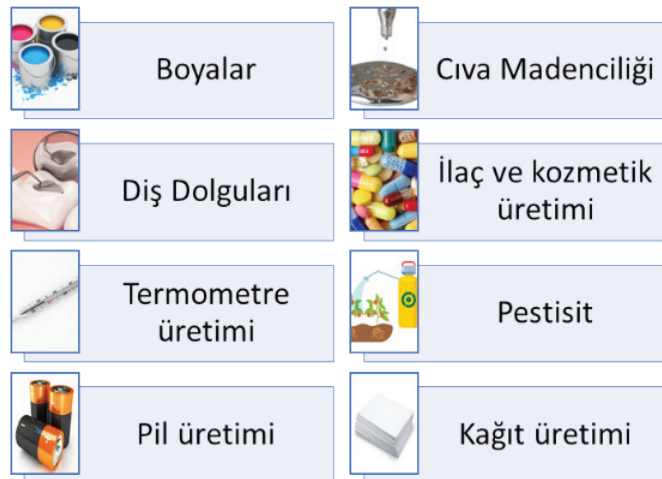 Boyalar
Cıva Madenciliği
Diş Dolguları
İlaç ve kozmetik
üretimi
Termometre
üretimi
Pestisit
Pil üretimi
Kağıt üretimi